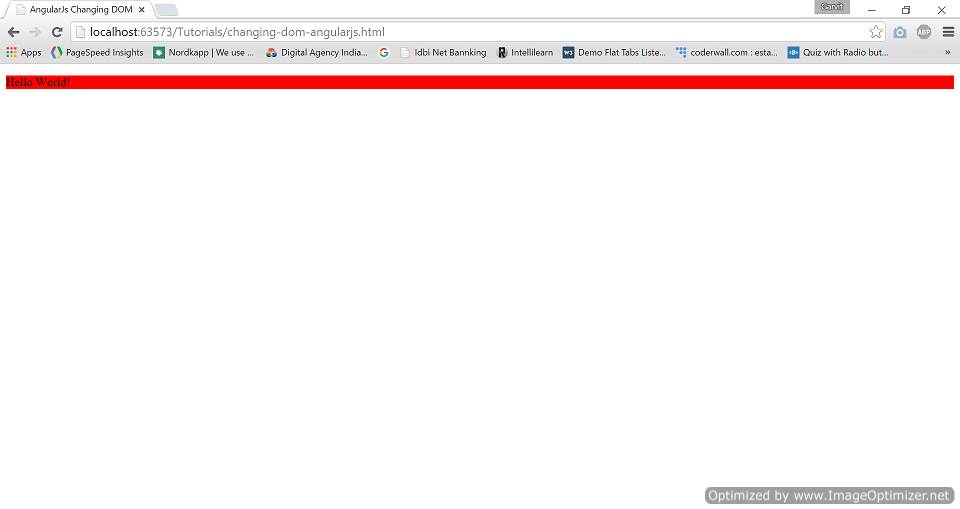 AngularJs Changing DOM
Garvit
localhost:63573/Tutorials/changing-dom-angularjs.html
ABP
Apps
PageSpeed Insights
Nordkapp | We use ...
Digital Agency India...
G
Idbi Net Bannking
Intellilearn
W3
Demo Flat Tabs Liste...
coderwall.com : esta...
<B>
Quiz with Radio but...
»
Hello World!
Optimized by www.ImageOptimizer.net